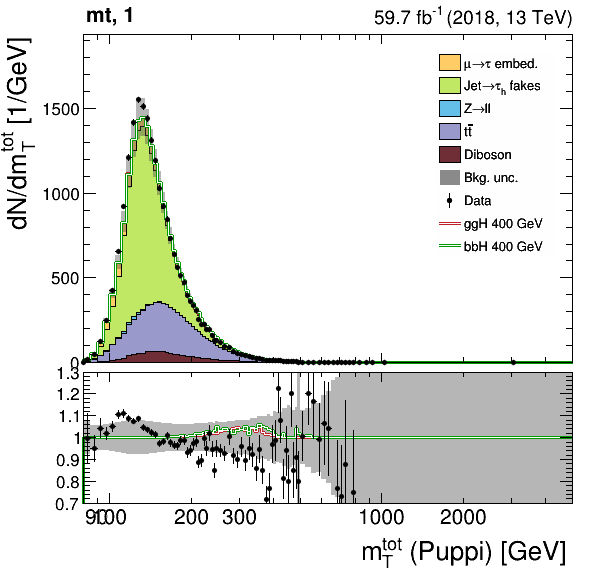 mt, 1
59.7 fb⁻¹ (2018, 13 TeV)
dN/dm_T^tot [1/GeV]
1500
1000
500
0
μ→τ embed.
Jet→τ_h fakes
Z→ll
tt̄
Diboson
Bkg. unc.
Data
ggH 400 GeV
bbH 400 GeV
1.3
1.2
1.1
1
0.9
0.8
0.7
90 100 200 300 1000 2000
m_T^tot (Puppi) [GeV]